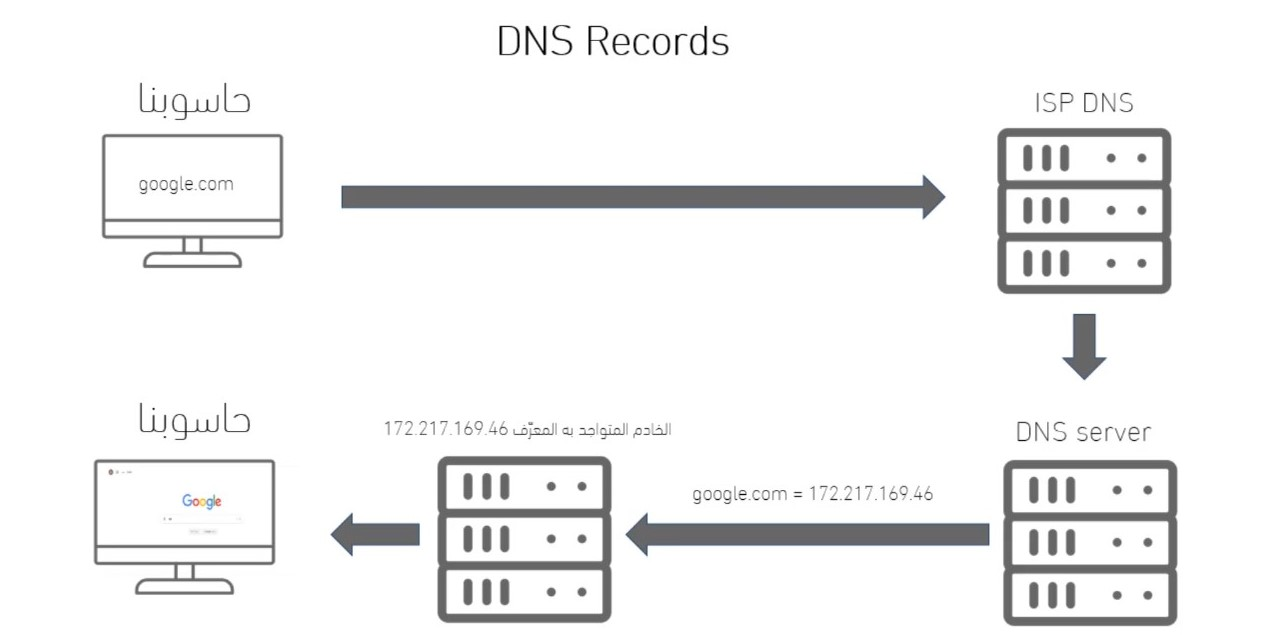 DNS Records
حاسوبنا
ISP DNS
google.com
حاسوبنا
الخادم المتواجد به المعرّف 172.217.169.46
DNS server
google.com = 172.217.169.46
Google